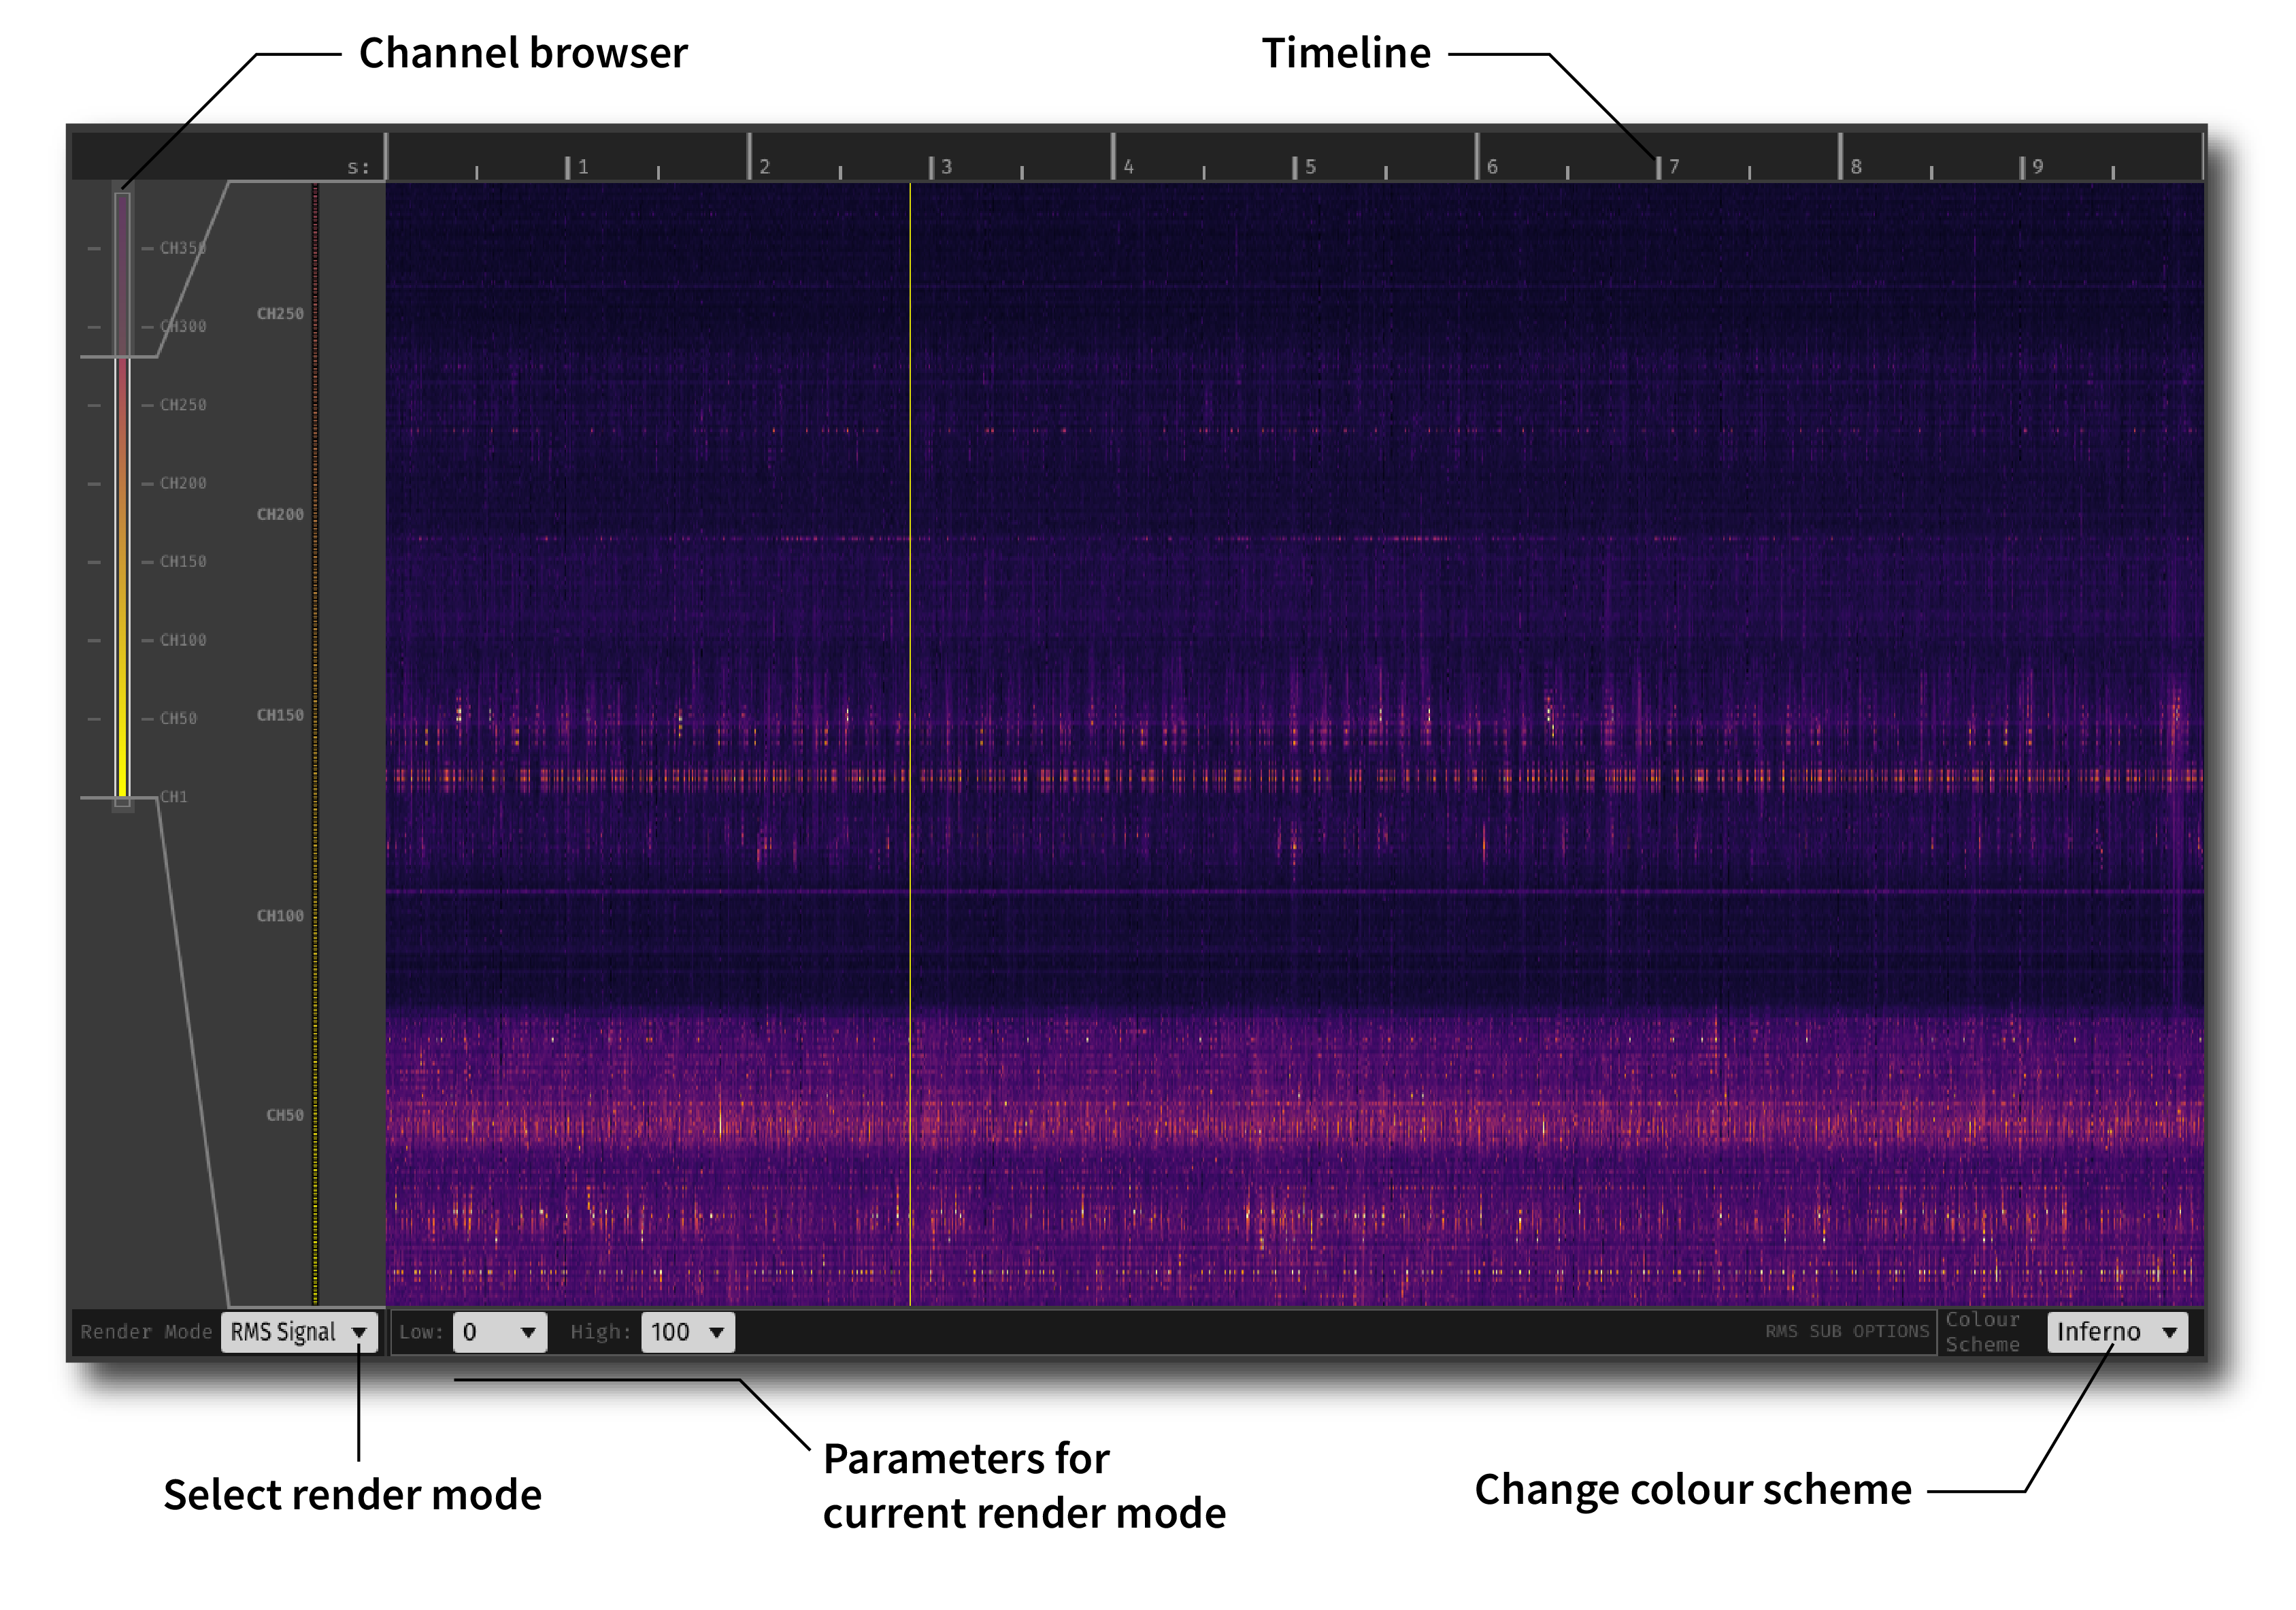 Channel browser
Timeline
s: 1 2 3 4 5 6 7 8 9
CH350
CH300
CH250
CH200
CH150
CH100
CH50
CH1
CH250
CH200
CH150
CH100
CH50
Render Mode RMS Signal Low: 0 High: 100 RMS SUB OPTIONS Colour Scheme Inferno
Select render mode
Parameters for
current render mode
Change colour scheme